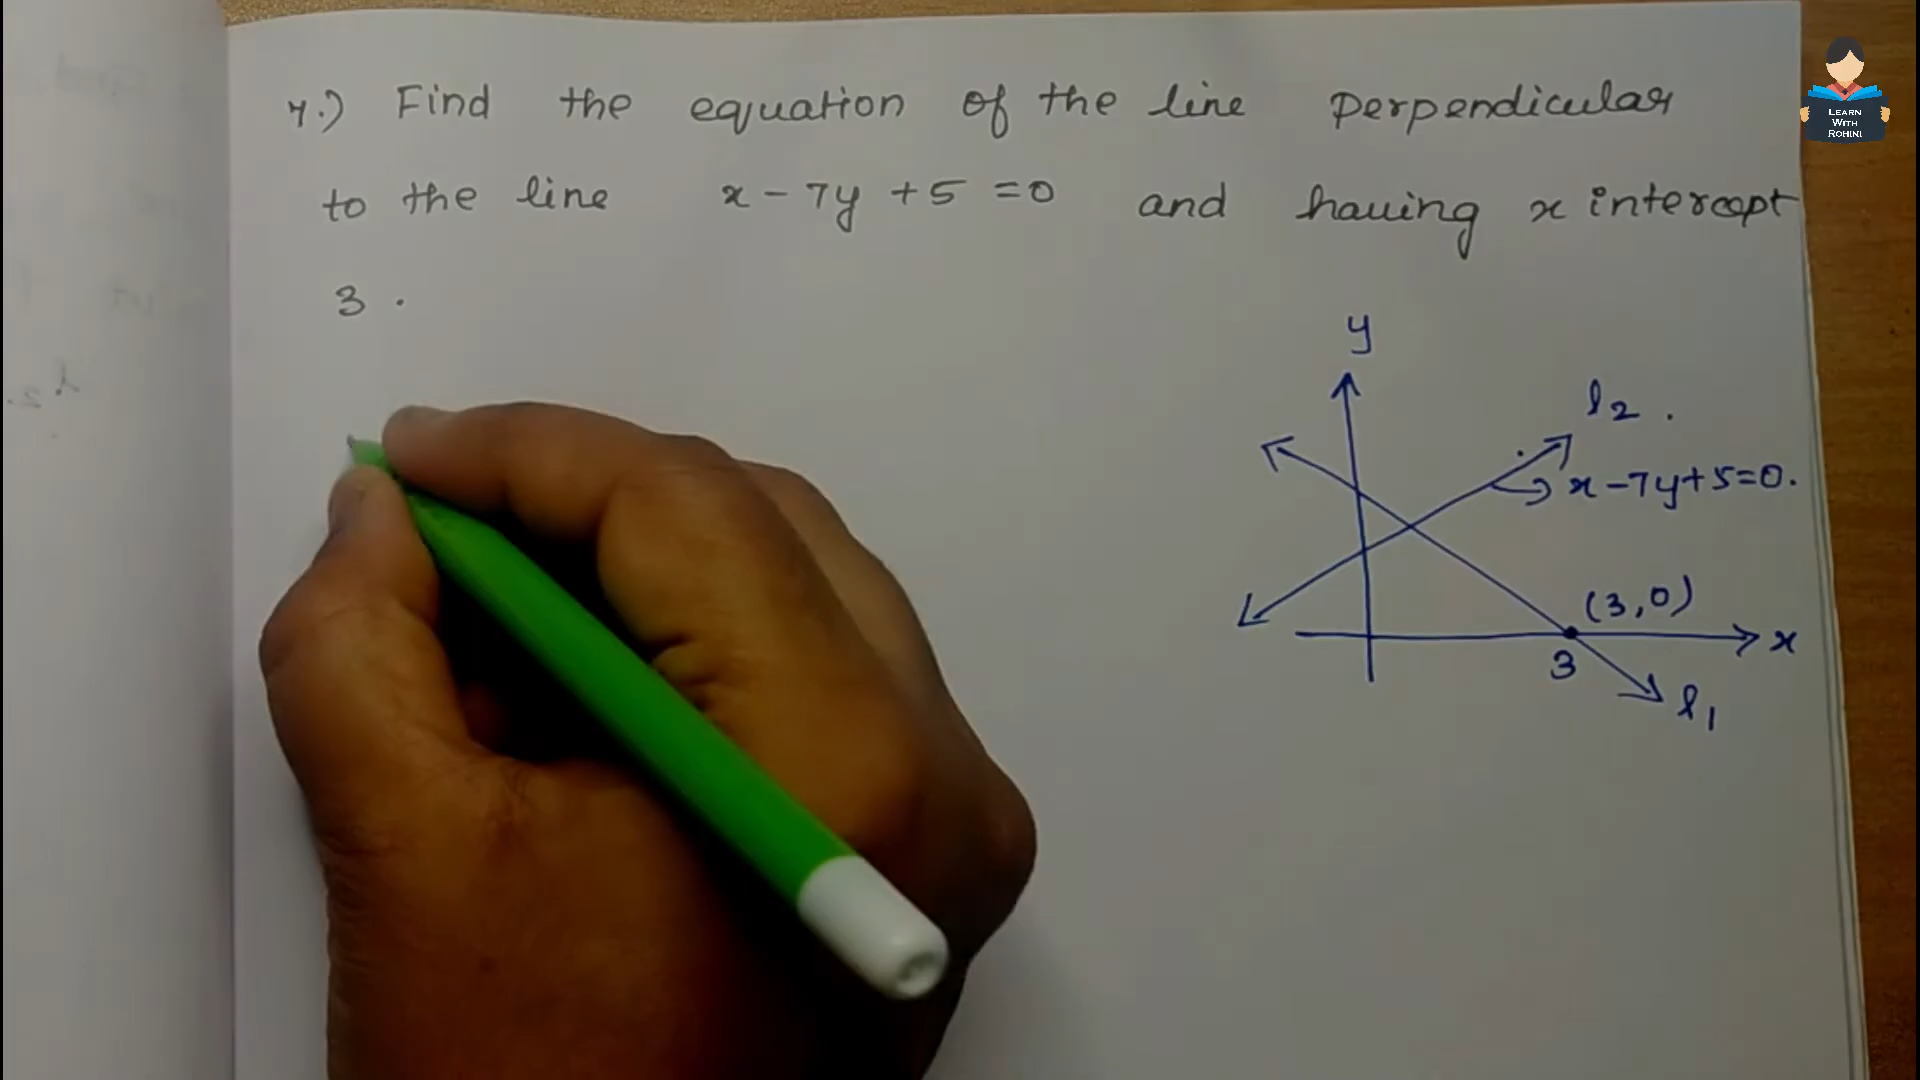 7.) Find the equation of the line perpendicular
to the line x - 7y + 5 = 0 and having x intercept
3 .
y
l2 .
x - 7y + 5 = 0.
(3,0)
x
3
l1
LEARN
WITH
ROHINI